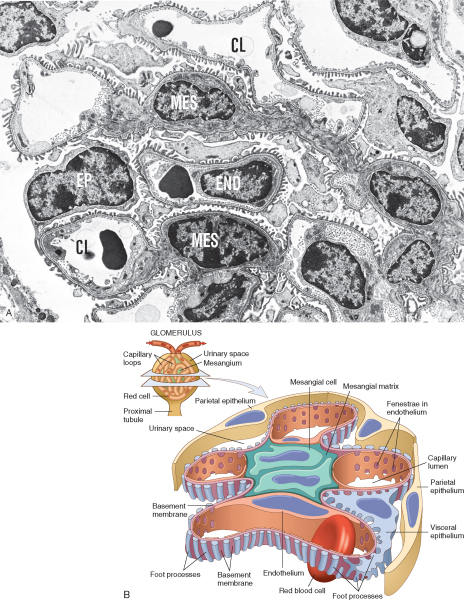 CL
MES
EP
END
CL
MES
A
GLOMERULUS
Capillary
loops
Urinary space
Mesangium
Red cell
Proximal
tubule
Parietal epithelium
Urinary space
Mesangial cell
Mesangial matrix
Fenestrae in
endothelium
Capillary
lumen
Parietal
epithelium
Visceral
epithelium
Basement
membrane
Foot processes
Basement
membrane
Endothelium
Red blood cell
Foot processes
B